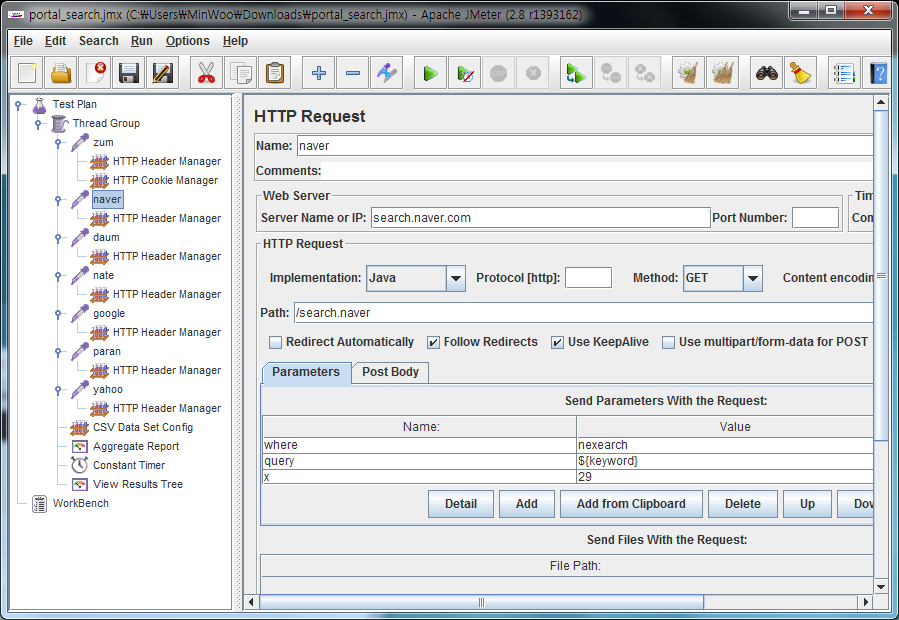 portal_search.jmx (C:₩Users₩MinWoo₩Downloads₩portal_search.jmx) - Apache JMeter (2.8 r1393162)
File Edit Search Run Options Help
Test Plan
Thread Group
zum
HTTP Header Manager
HTTP Cookie Manager
naver
HTTP Header Manager
daum
HTTP Header Manager
nate
HTTP Header Manager
google
HTTP Header Manager
paran
HTTP Header Manager
yahoo
HTTP Header Manager
CSV Data Set Config
Aggregate Report
Constant Timer
View Results Tree
WorkBench
HTTP Request
Name: naver
Comments:
Web Server
Tim
Server Name or IP: search.naver.com Port Number:
Con
HTTP Request
Implementation: Java Protocol [http]: Method: GET Content encodin
Path: /search.naver
Redirect Automatically Follow Redirects Use KeepAlive Use multipart/form-data for POST
Parameters Post Body
Send Parameters With the Request:
Name: Value
where nexearch
query ${keyword}
x 29
Detail Add Add from Clipboard Delete Up Dow
Send Files With the Request:
File Path: